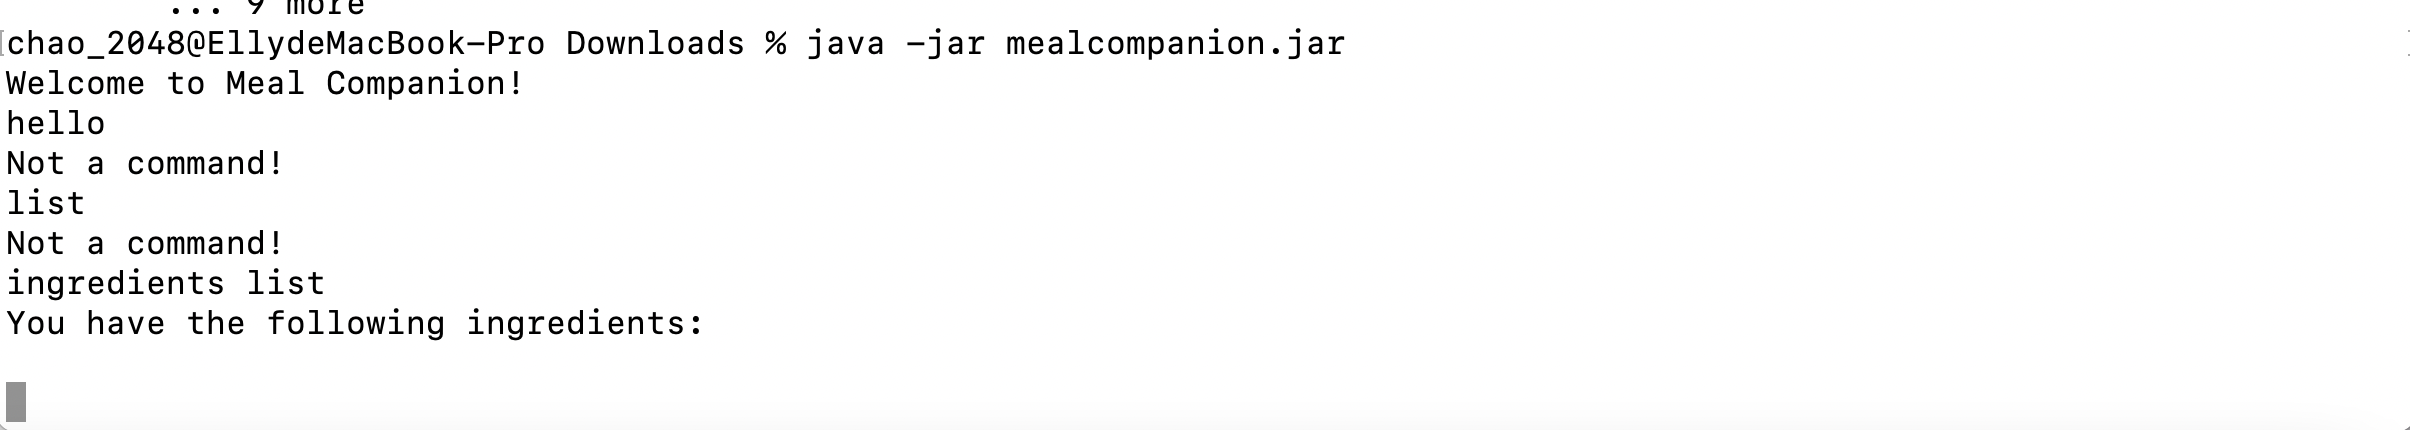 ... 9 more
chao_2048@EllydeMacBook-Pro Downloads % java -jar mealcompanion.jar
Welcome to Meal Companion!
hello
Not a command!
list
Not a command!
ingredients list
You have the following ingredients: